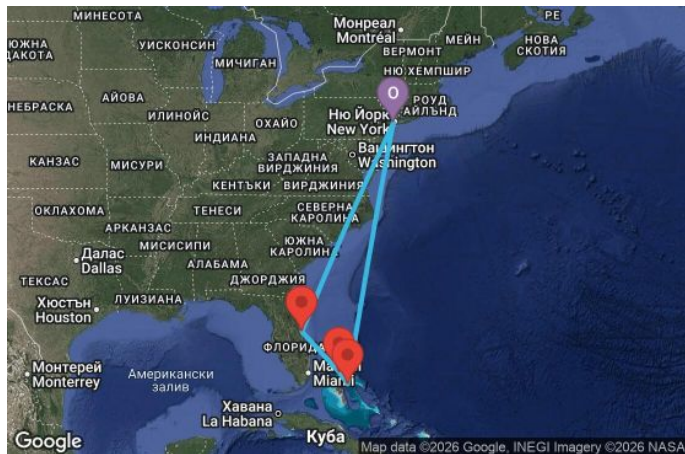 МИНЕСОТА
РЕ
Монреал
Montréal
ЮЖНА
ДАКОТА
УИСКОНСИН
ВЕРМОНТ
МЕЙН
НОВА
СКОТИЯ
МИЧИГАН
НЮ ХЕМПШИР
НЕБРАСКА
АЙОВА
O
РОУД
АЙЛЪНД
ИЛИНОЙС
ОХАЙО
Ню Йорк
New York
ИНДИАНА
КАНЗАС
МИСУРИ
ЗАПАДНА
ВИРДЖИНИЯ
Вашингтон
Washington
КЕНТЪКИ
ВИРДЖИНИЯ
ОКЛАХОМА
ТЕНЕСИ
СЕВЕРНА
КАРОЛИНА
АРКАНЗАС
МИСИСИПИ
ЮЖНА
КАРОЛИНА
Далас
Dallas
АЛАБАМА
ДЖОРДЖИЯ
ТЕКСАС
ЛУИЗИАНА
Хюстън
Houston
ФЛОРИДА
Монтерей
Monterrey
Американски
залив
Miami
Хавана
La Habana
Куба
Google
Map data ©2026 Google, INEGI Imagery ©2026 NASA